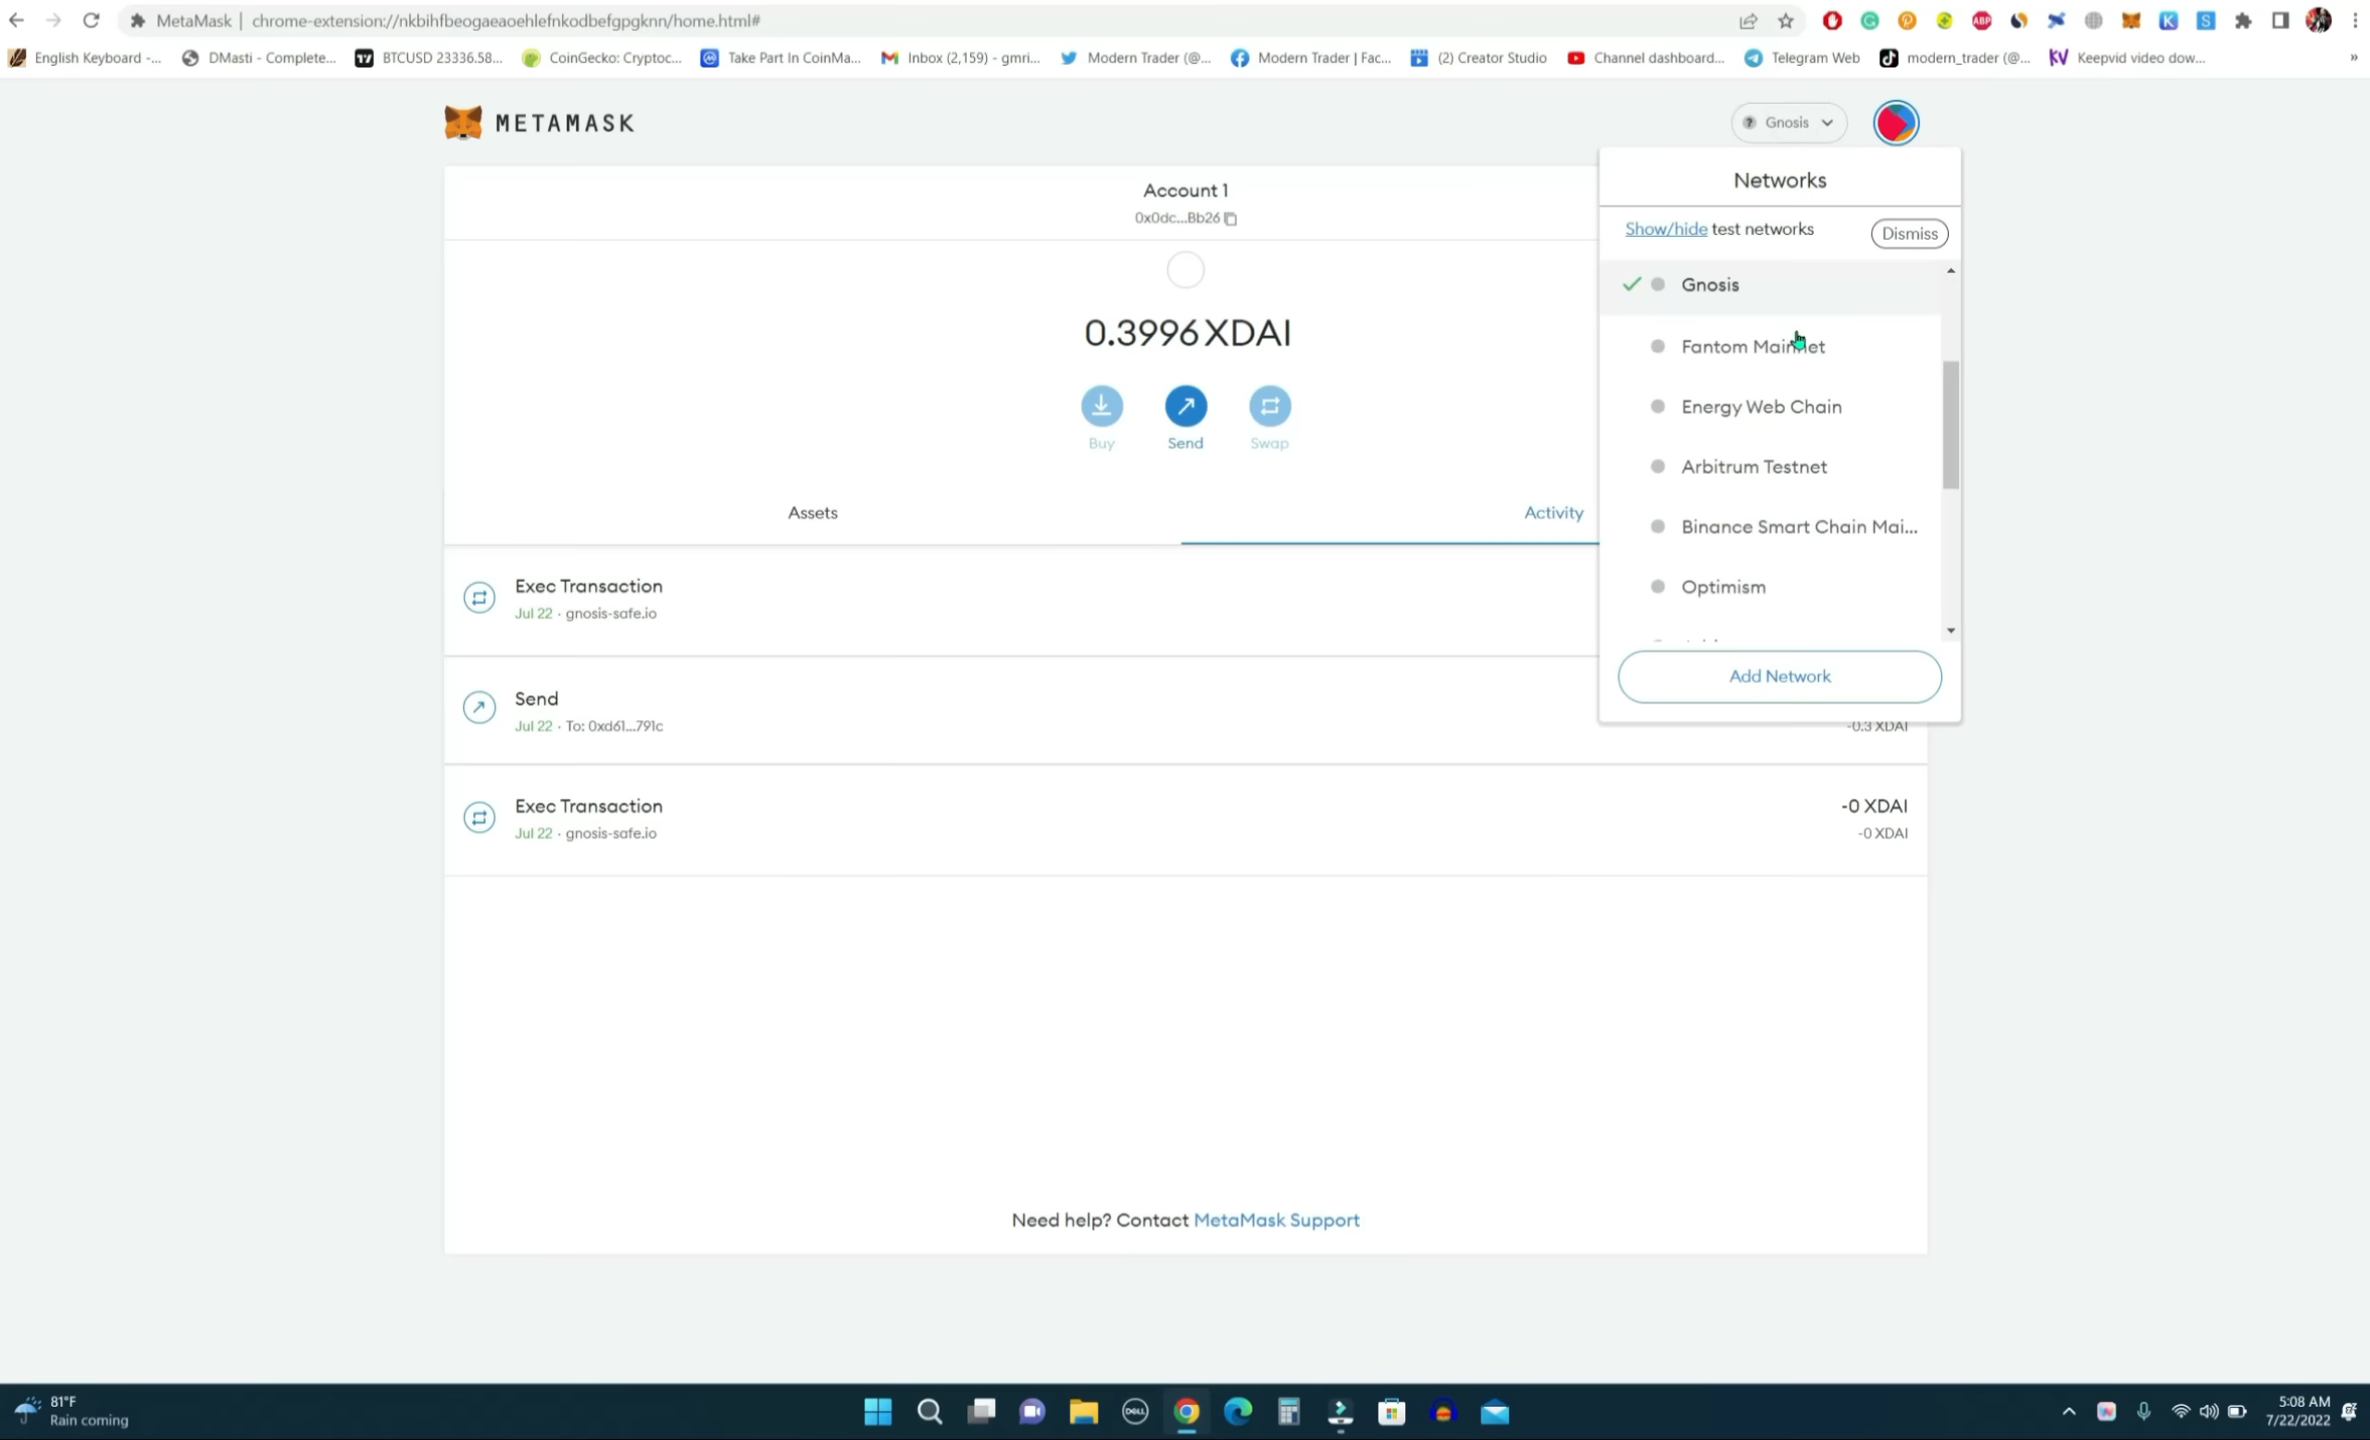 MetaMask | chrome-extension://nkbihfbeogaeaoehlefnkodbefgpgknn/home.html#
ABP K S
English Keyboard -... DMasti - Complete... BTCUSD 23336.58... CoinGecko: Cryptoc... Take Part In CoinMa... Inbox (2,159) - gmri... Modern Trader (@... Modern Trader | Fac... (2) Creator Studio Channel dashboard... Telegram Web modern_trader (@... KV Keepvid video dow... »
METAMASK
? Gnosis
Account 1
0x0dc...Bb26
0.3996 XDAI
Buy Send Swap
Assets Activity
Networks
Show/hide test networks Dismiss
Gnosis
Fantom Mainnet
Energy Web Chain
Arbitrum Testnet
Binance Smart Chain Mai...
Optimism
Add Network
Exec Transaction
Jul 22 · gnosis-safe.io
Send
Jul 22 · To: 0xd61...791c
-0.3 XDAI
Exec Transaction
-0 XDAI
Jul 22 · gnosis-safe.io
-0 XDAI
Need help? Contact MetaMask Support
81°F
Rain coming
DELL
5:08 AM
7/22/2022